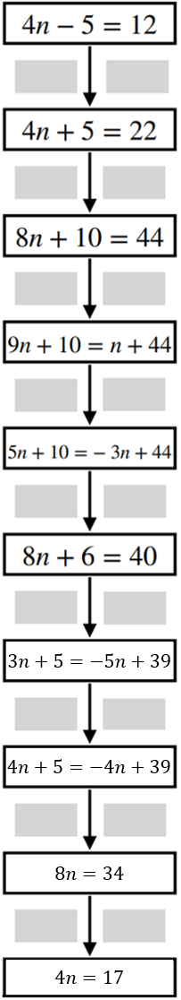 4n − 5 = 12
4n + 5 = 22
8n + 10 = 44
9n + 10 = n + 44
5n + 10 = − 3n + 44
8n + 6 = 40
3n + 5 = −5n + 39
4n + 5 = −4n + 39
8n = 34
4n = 17